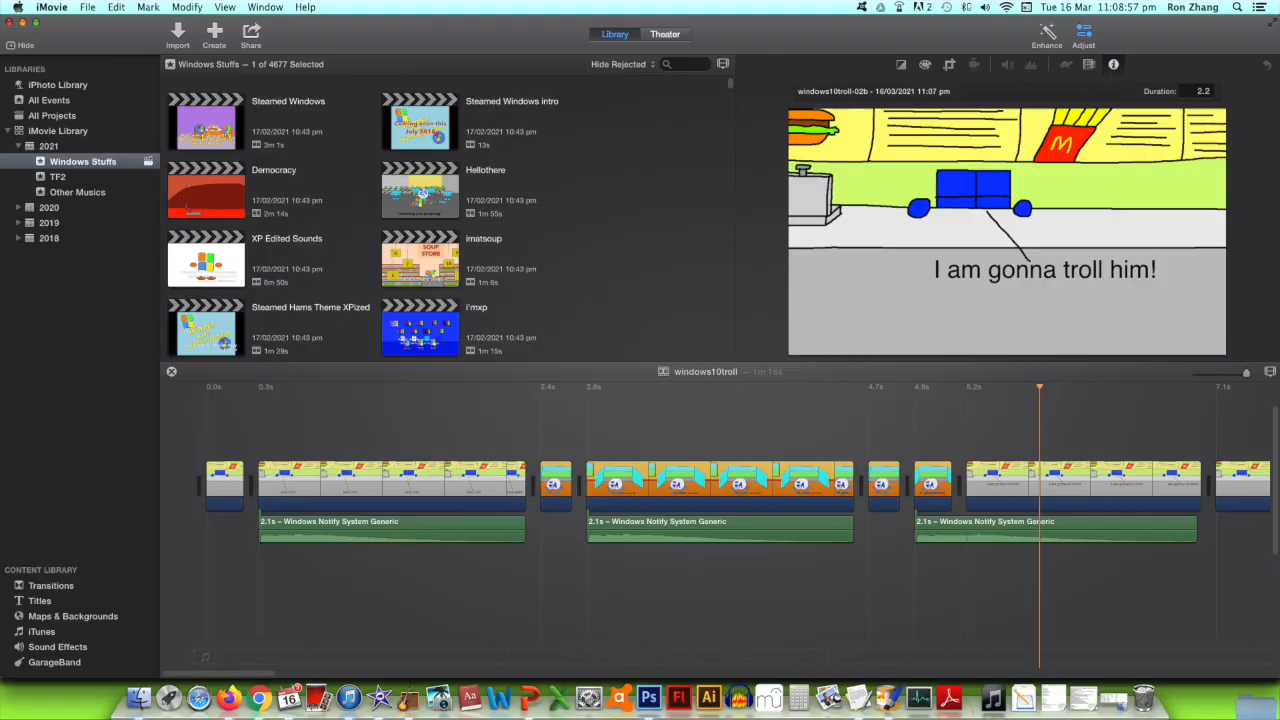 iMovie File Edit Mark Modify View Window Help
2 Tue 16 Mar 11:08:57 pm Ron Zhang
Hide Import Create Share Library Theater Enhance Adjust
LIBRARIES
iPhoto Library
All Events
All Projects
iMovie Library
2021
Windows Stuffs
TF2
Other Musics
2020
2019
2018
CONTENT LIBRARY
Transitions
Titles
Maps & Backgrounds
iTunes
Sound Effects
GarageBand
Windows Stuffs — 1 of 4677 Selected Hide Rejected
Steamed Windows
17/02/2021 10:43 pm
3m 1s
Steamed Windows intro
17/02/2021 10:43 pm
13s
Democracy
17/02/2021 10:43 pm
2m 14s
Hellothere
17/02/2021 10:43 pm
1m 55s
XP Edited Sounds
17/02/2021 10:43 pm
6m 50s
imatsoup
17/02/2021 10:43 pm
1m 6s
SOUP
STORE
Steamed Hams Theme XPized
17/02/2021 10:43 pm
1m 29s
i'mxp
17/02/2021 10:43 pm
1m 15s
windows10troll-02b - 16/03/2021 11:07 pm Duration: 2.2
I am gonna troll him!
windows10troll — 1m 16s
0.0s 0.3s 2.4s 2.6s 4.7s 4.9s 5.2s 7.1s
2.1s – Windows Notify System Generic
2.1s – Windows Notify System Generic
2.1s – Windows Notify System Generic